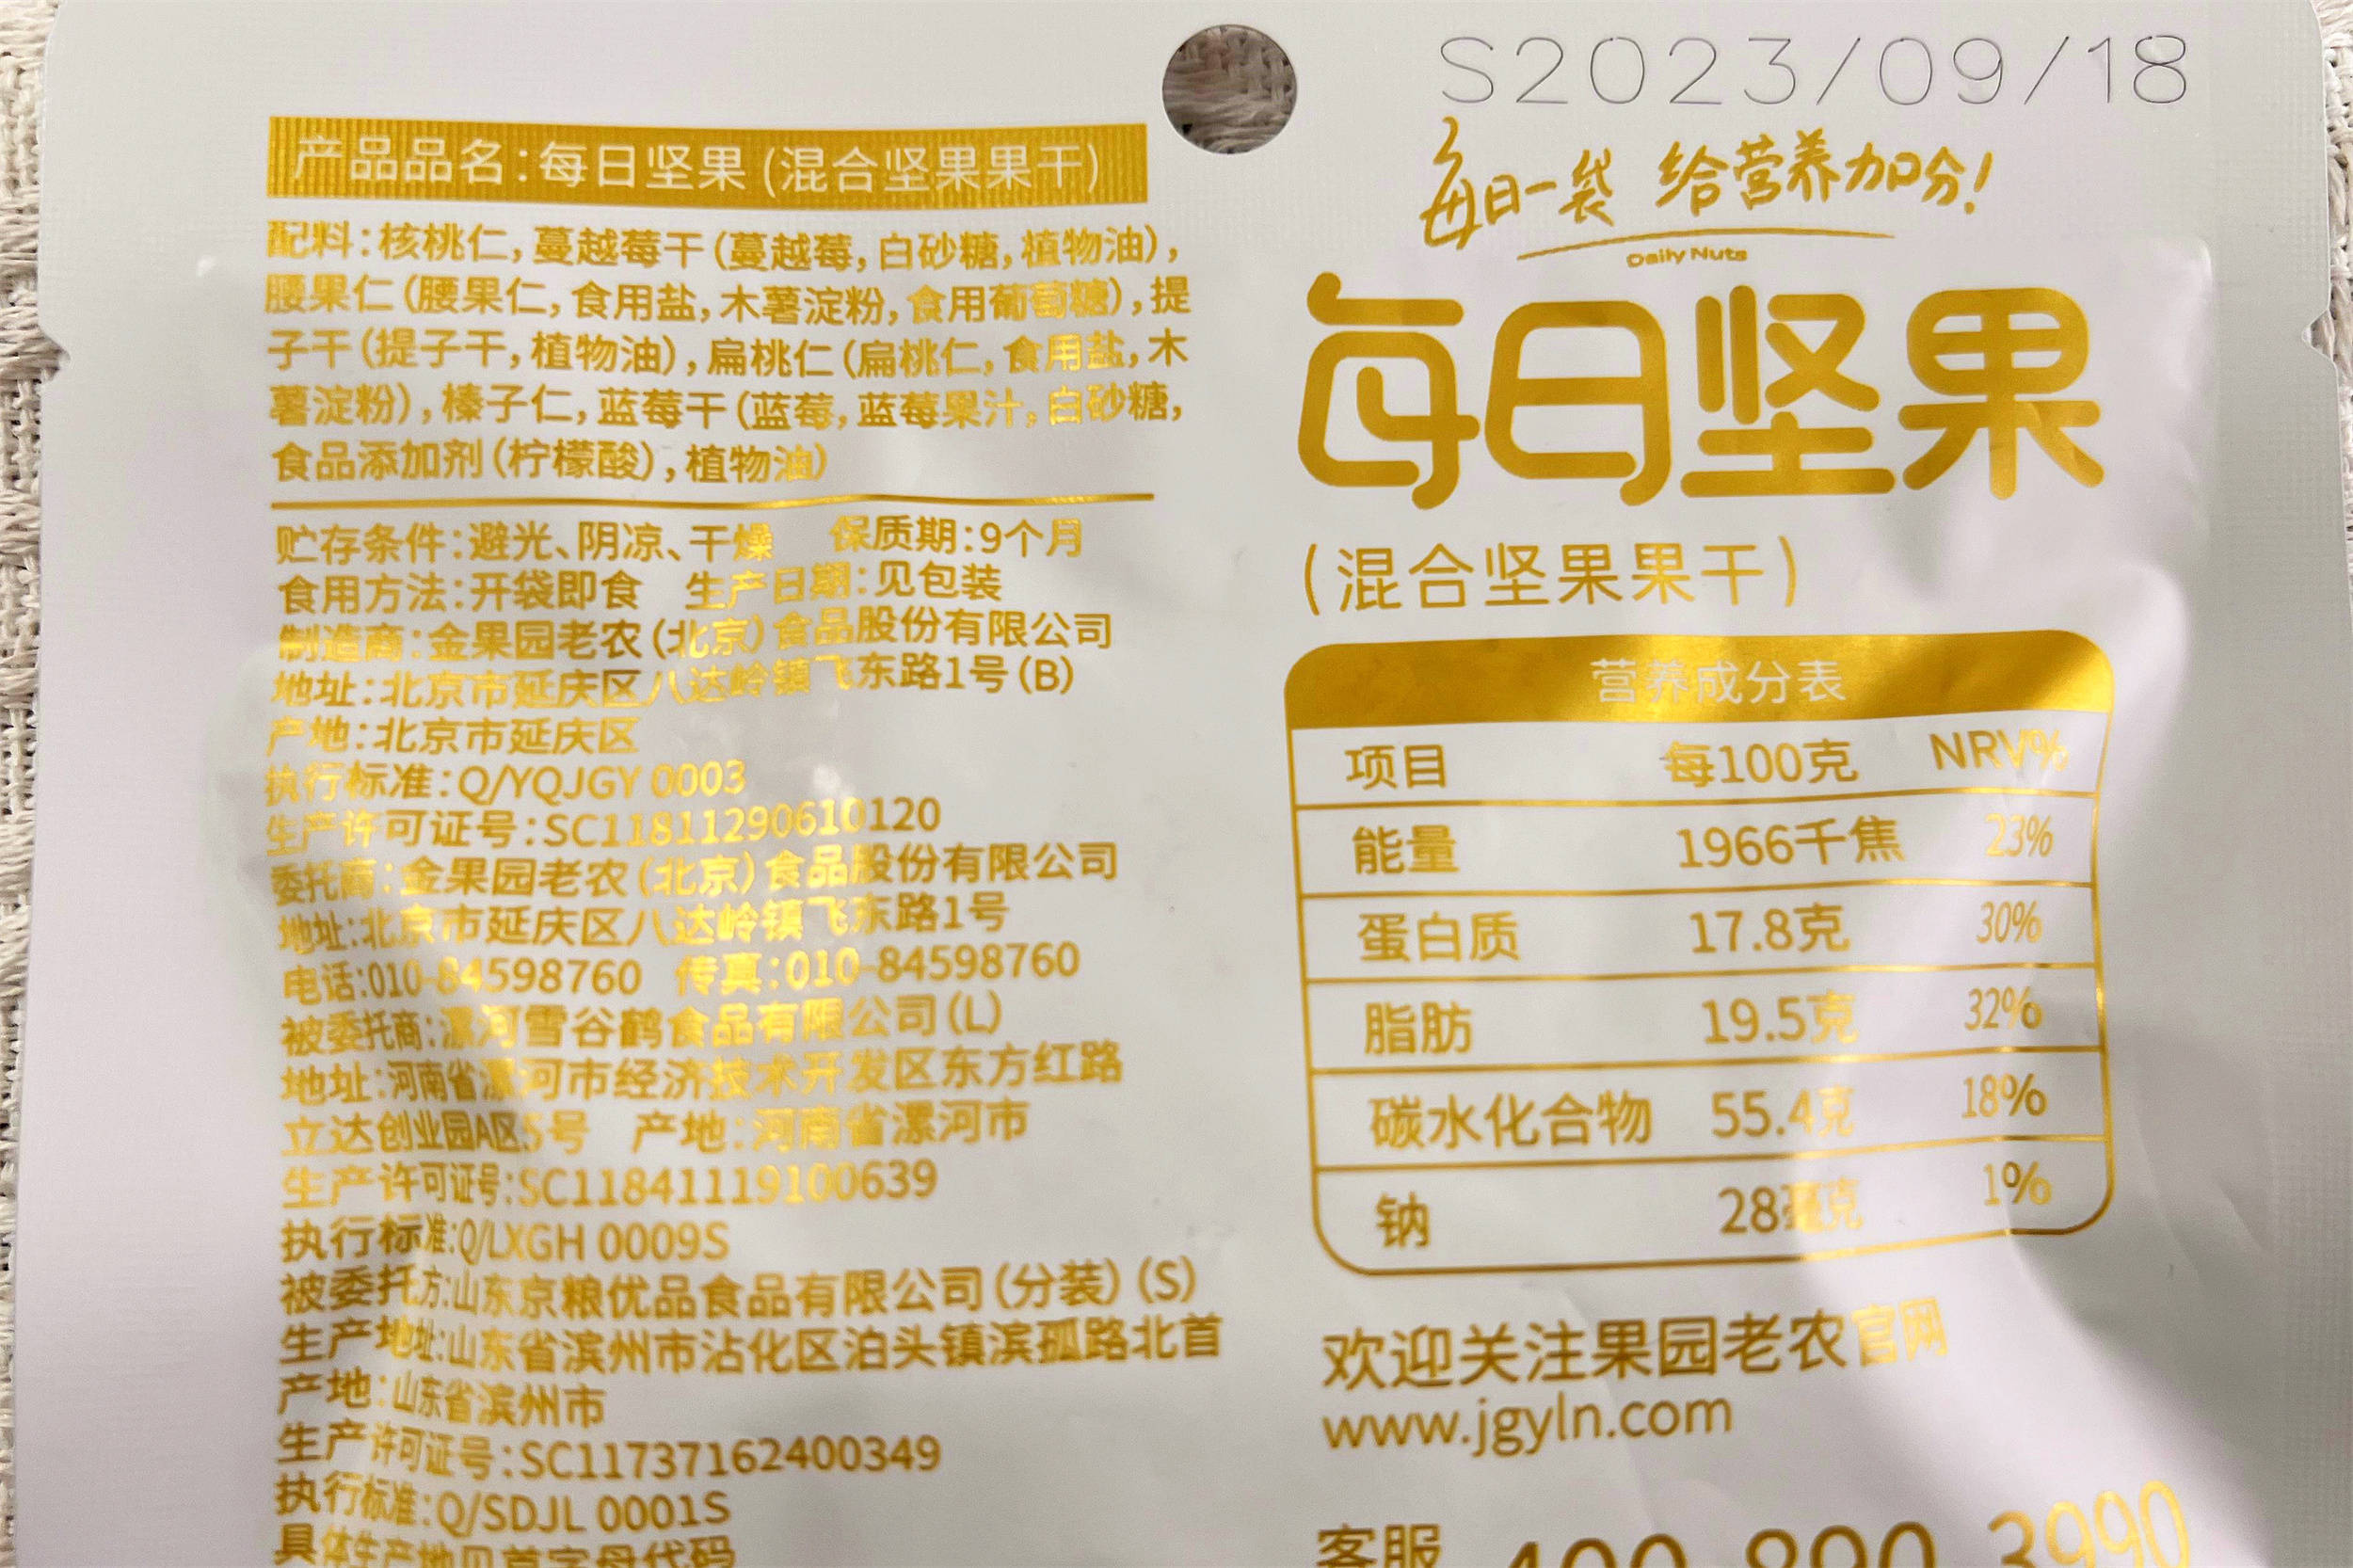 S2023/09/18
产品品名:每日坚果(混合坚果果干)
配料:核桃仁,蔓越莓干(蔓越莓,白砂糖,植物油),
腰果仁(腰果仁,食用盐,木薯淀粉,食用葡萄糖),提
子干(提子干,植物油),扁桃仁(扁桃仁,食用盐,木
薯淀粉),榛子仁,蓝莓干(蓝莓,蓝莓果汁,白砂糖,
食品添加剂(柠檬酸),植物油)
贮存条件:避光、阴凉、干燥 保质期:9个月
食用方法:开袋即食 生产日期:见包装
制造商:金果园老农(北京)食品股份有限公司
地址:北京市延庆区八达岭镇飞东路1号(B)
产地:北京市延庆区
执行标准:Q/YQJGY 0003
生产许可证号:SC11811290610120
委托商:金果园老农(北京)食品股份有限公司
地址:北京市延庆区八达岭镇飞东路1号
电话:010-84598760 传真:010-84598760
被委托商:漯河雪谷鹤食品有限公司(L)
地址:河南省漯河市经济技术开发区东方红路
立达创业园A区5号 产地:河南省漯河市
生产许可证号:SC11841119100639
执行标准:Q/LXGH 0009S
被委托方:山东京粮优品食品有限公司(分装)(S)
生产地址:山东省滨州市沾化区泊头镇滨孤路北首
产地:山东省滨州市
生产许可证号:SC11737162400349
执行标准:Q/SDJL 0001S
具体生产地见首字母代码
每日一袋 给营养加分!
Daily Nuts
每日坚果
(混合坚果果干)
营养成分表
项目 每100克 NRV%
能量 1966千焦 23%
蛋白质 17.8克 30%
脂肪 19.5克 32%
碳水化合物 55.4克 18%
钠 28毫克 1%
欢迎关注果园老农官网
www.jgyln.com
客服 400-890-3990